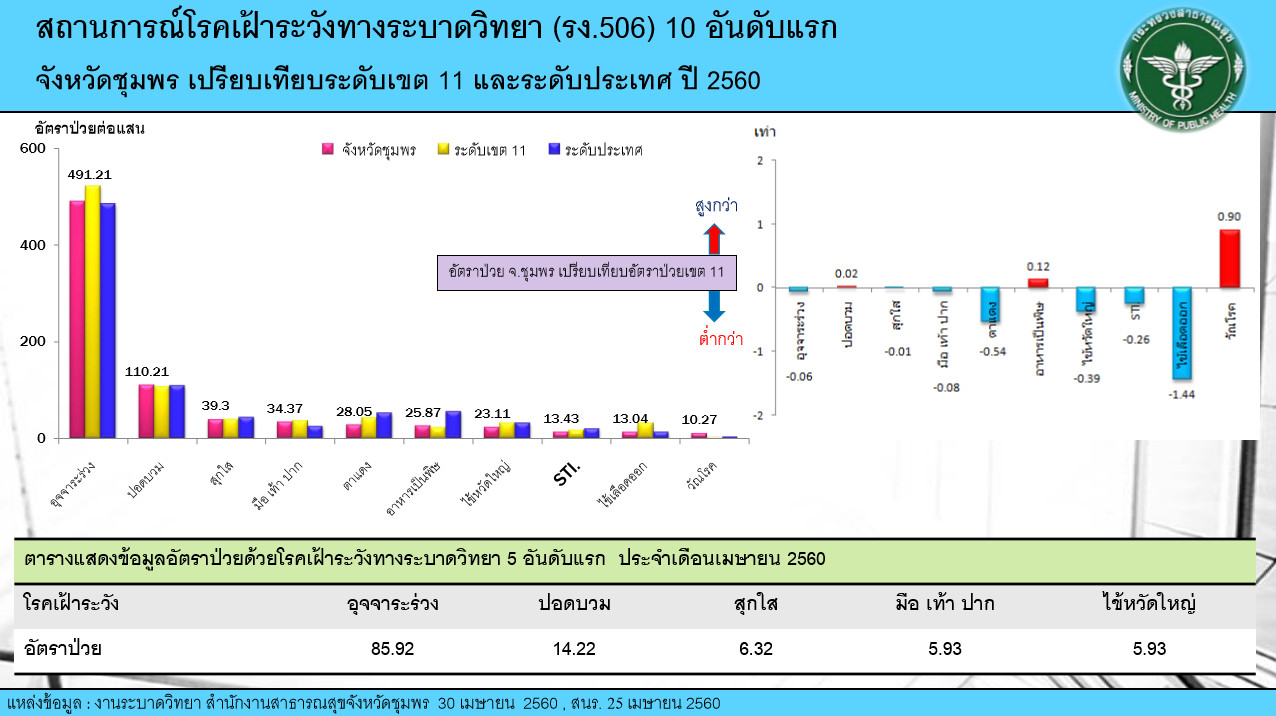 สถานการณ์โรคเฝ้าระวังทางระบาดวิทยา (รง.506) 10 อันดับแรก
จังหวัดชุมพร เปรียบเทียบระดับเขต 11 และระดับประเทศ ปี 2560
กระทรวงสาธารณสุข
MINISTRY OF PUBLIC HEALTH
อัตราป่วยต่อแสน
600
400
200
0
จังหวัดชุมพร ระดับเขต 11 ระดับประเทศ
491.21
110.21
39.3
34.37
28.05
25.87
23.11
13.43
13.04
10.27
อุจจาระร่วง
ปอดบวม
สุกใส
มือ เท้า ปาก
ตาแดง
อาหารเป็นพิษ
ไข้หวัดใหญ่
STI.
ไข้เลือดออก
วัณโรค
สูงกว่า
อัตราป่วย จ.ชุมพร เปรียบเทียบอัตราป่วยเขต 11
ต่ำกว่า
เท่า
2
1
0
-1
-2
-0.06
0.02
-0.01
-0.08
-0.54
0.12
-0.39
-0.26
-1.44
0.90
อุจจาระร่วง
ปอดบวม
สุกใส
มือ เท้า ปาก
ตาแดง
อาหารเป็นพิษ
ไข้หวัดใหญ่
STI.
ไข้เลือดออก
วัณโรค
ตารางแสดงข้อมูลอัตราป่วยด้วยโรคเฝ้าระวังทางระบาดวิทยา 5 อันดับแรก ประจำเดือนเมษายน 2560
โรคเฝ้าระวัง อุจจาระร่วง ปอดบวม สุกใส มือ เท้า ปาก ไข้หวัดใหญ่
อัตราป่วย 85.92 14.22 6.32 5.93 5.93
แหล่งข้อมูล : งานระบาดวิทยา สำนักงานสาธารณสุขจังหวัดชุมพร 30 เมษายน 2560 , สนร. 25 เมษายน 2560